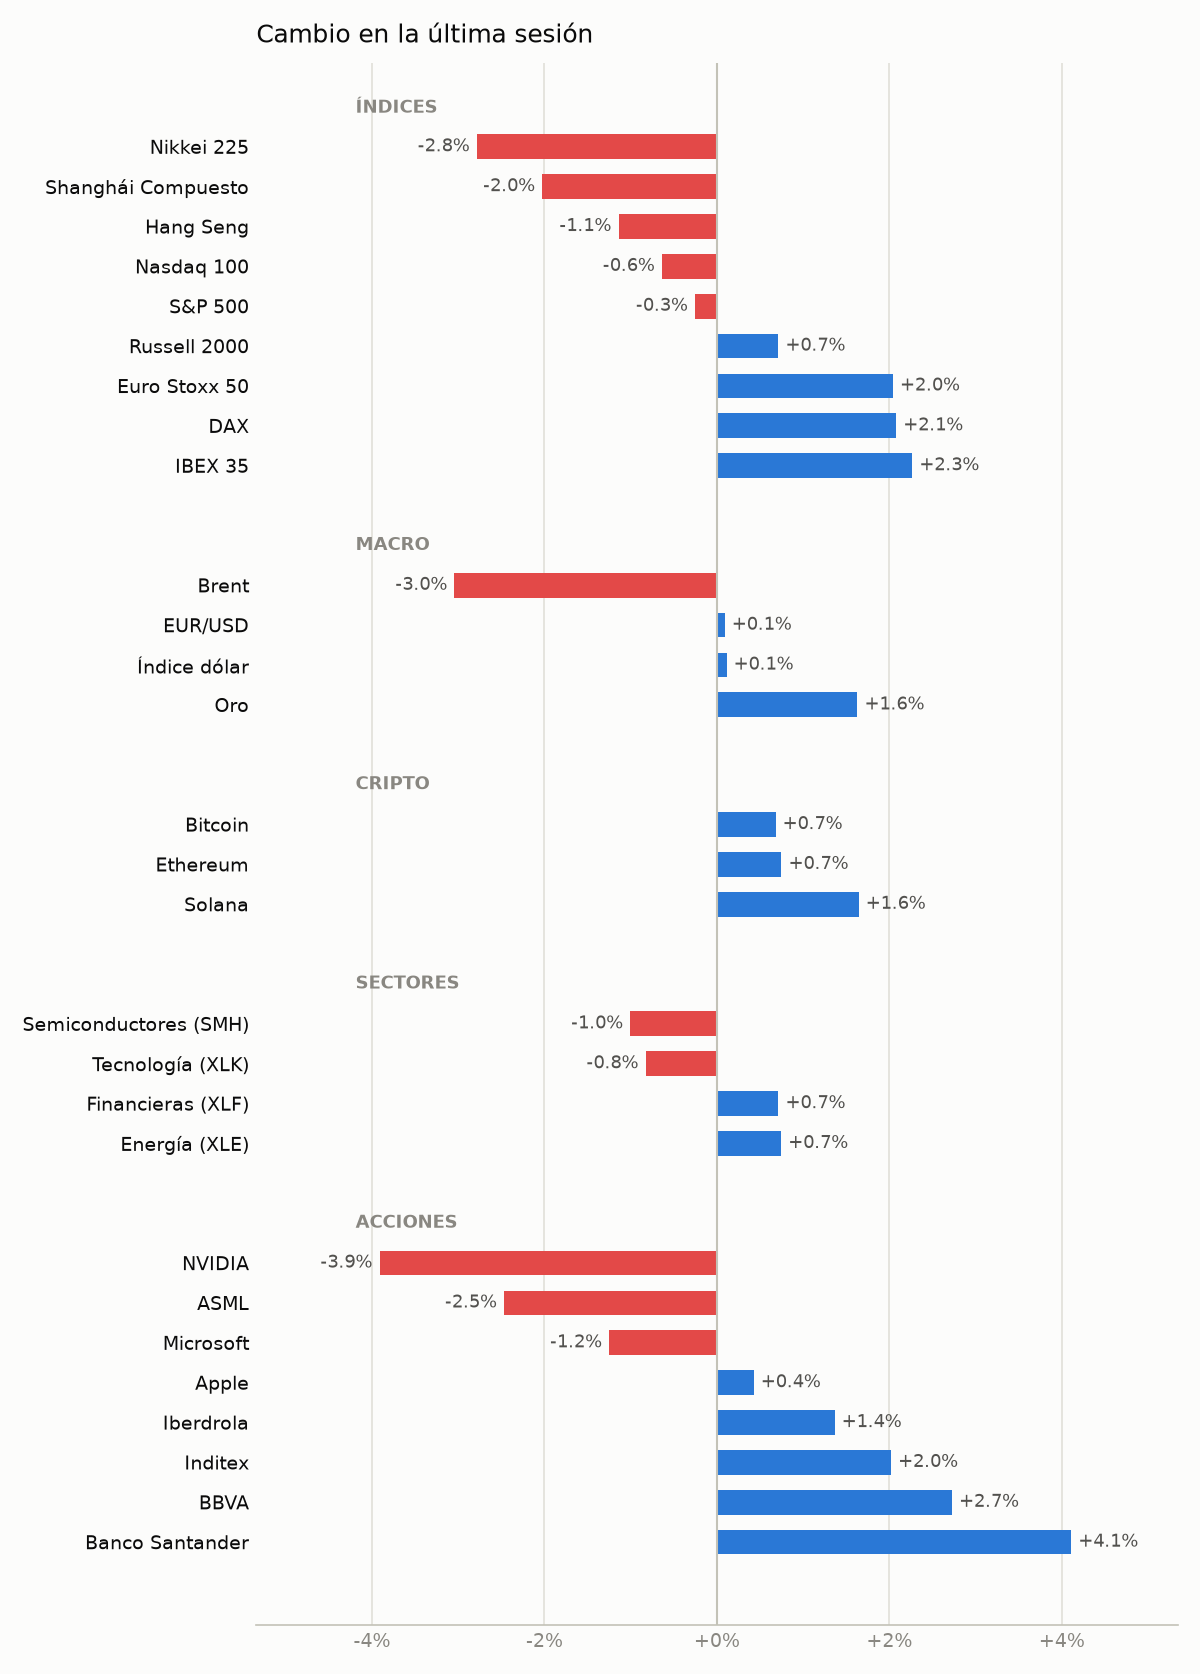 Cambio en la última sesión
ÍNDICES
Nikkei 225 -2.8%
Shanghái Compuesto -2.0%
Hang Seng -1.1%
Nasdaq 100 -0.6%
S&P 500 -0.3%
Russell 2000 +0.7%
Euro Stoxx 50 +2.0%
DAX +2.1%
IBEX 35 +2.3%
MACRO
Brent -3.0%
EUR/USD +0.1%
Índice dólar +0.1%
Oro +1.6%
CRIPTO
Bitcoin +0.7%
Ethereum +0.7%
Solana +1.6%
SECTORES
Semiconductores (SMH) -1.0%
Tecnología (XLK) -0.8%
Financieras (XLF) +0.7%
Energía (XLE) +0.7%
ACCIONES
NVIDIA -3.9%
ASML -2.5%
Microsoft -1.2%
Apple +0.4%
Iberdrola +1.4%
Inditex +2.0%
BBVA +2.7%
Banco Santander +4.1%
-4% -2% +0% +2% +4%